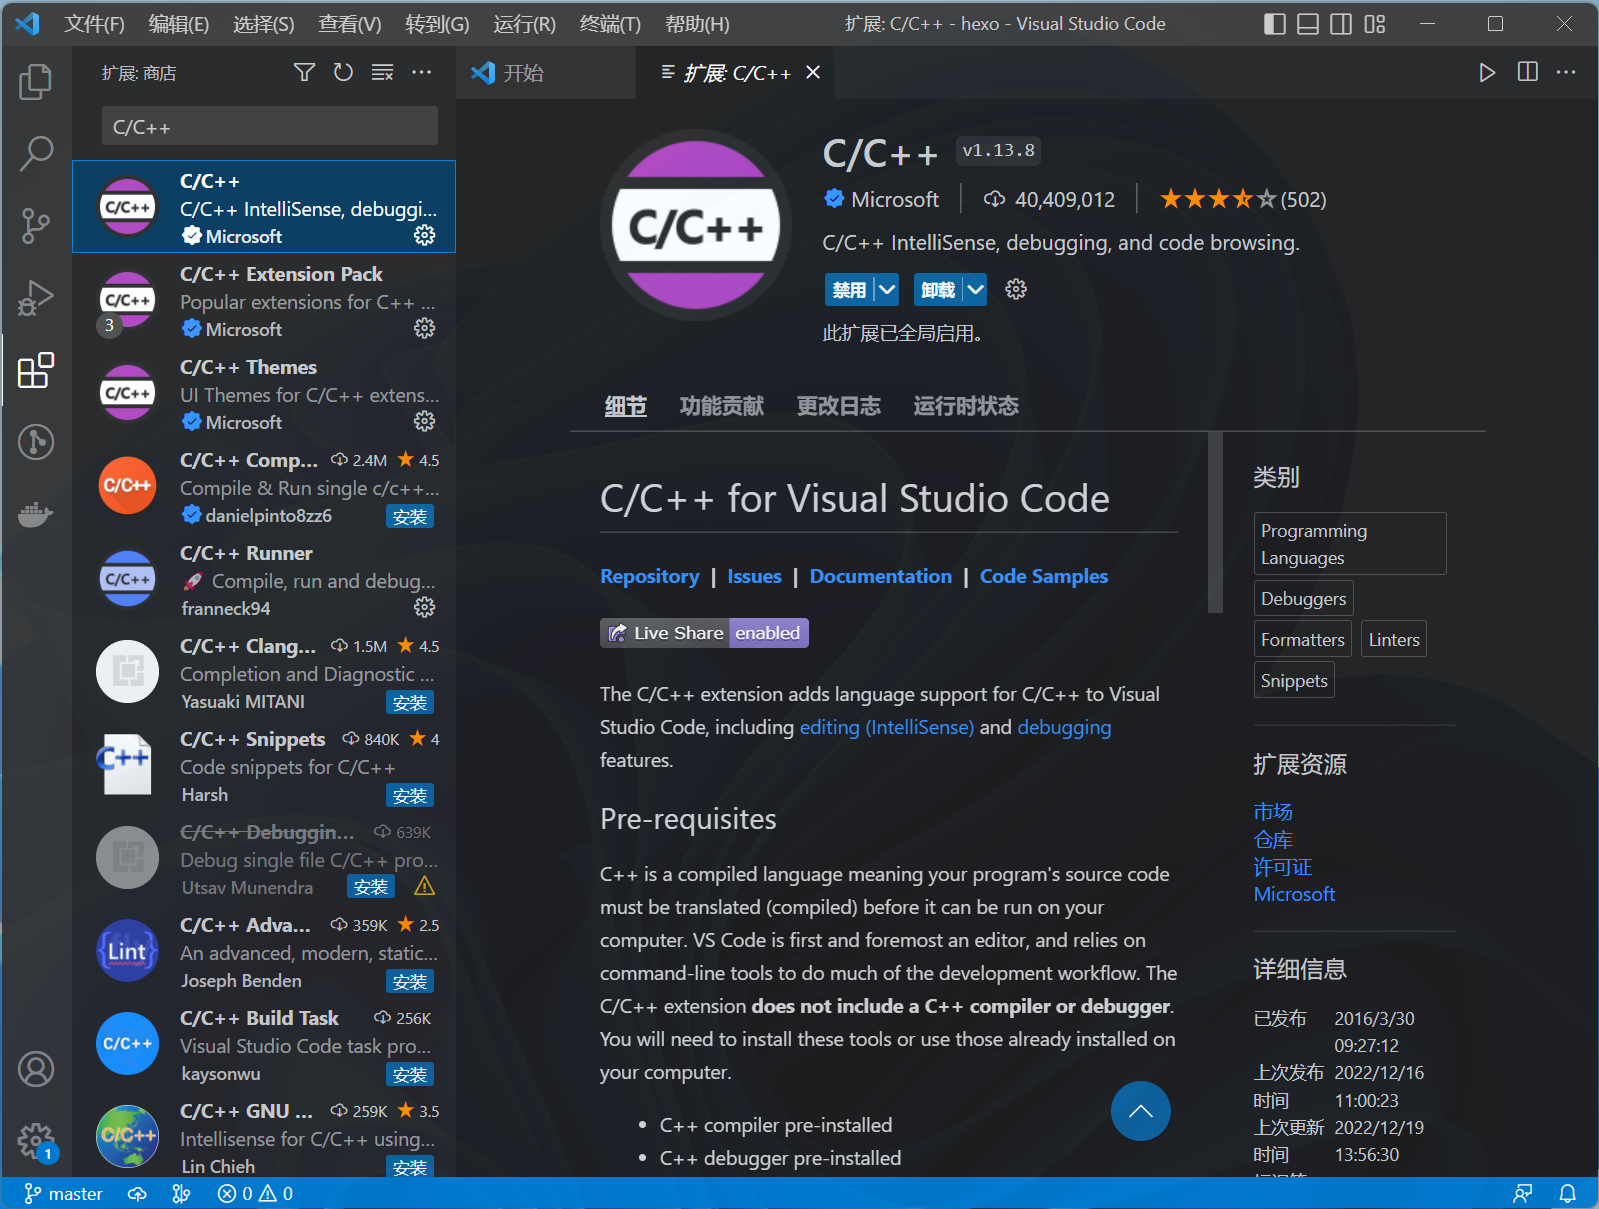 文件(F) 编辑(E) 选择(S) 查看(V) 转到(G) 运行(R) 终端(T) 帮助(H) 扩展: C/C++ - hexo - Visual Studio Code
扩展: 商店
C/C++
C/C++
C/C++
C/C++ IntelliSense, debuggi...
Microsoft
C/C++
C/C++ Extension Pack
Popular extensions for C++ ...
3
Microsoft
C/C++
C/C++ Themes
UI Themes for C/C++ extens...
Microsoft
C/C++
C/C++ Comp... 2.4M 4.5
Compile & Run single c/c++...
danielpinto8zz6 安装
C/C++
C/C++ Runner
Compile, run and debug...
franneck94
C/C++ Clang... 1.5M 4.5
Completion and Diagnostic ...
Yasuaki MITANI 安装
C++
C/C++ Snippets 840K 4
Code snippets for C/C++
Harsh 安装
C/C++ Debuggin... 639K
Debug single file C/C++ pro...
Utsav Munendra 安装
Lint
C/C++ Adva... 359K 2.5
An advanced, modern, static...
Joseph Benden 安装
C/C++
C/C++ Build Task 256K
Visual Studio Code task pro...
kaysonwu 安装
C/C++
C/C++ GNU ... 259K 3.5
Intellisense for C/C++ using...
Lin Chieh 安装
开始 扩展: C/C++
C/C++
C/C++ v1.13.8
Microsoft 40,409,012 (502)
C/C++ IntelliSense, debugging, and code browsing.
禁用 卸载
此扩展已全局启用。
细节 功能贡献 更改日志 运行时状态
C/C++ for Visual Studio Code
Repository | Issues | Documentation | Code Samples
Live Share enabled
The C/C++ extension adds language support for C/C++ to Visual
Studio Code, including editing (IntelliSense) and debugging
features.
Pre-requisites
C++ is a compiled language meaning your program's source code
must be translated (compiled) before it can be run on your
computer. VS Code is first and foremost an editor, and relies on
command-line tools to do much of the development workflow. The
C/C++ extension does not include a C++ compiler or debugger.
You will need to install these tools or use those already installed on
your computer.
• C++ compiler pre-installed
• C++ debugger pre-installed
类别
Programming
Languages
Debuggers
Formatters Linters
Snippets
扩展资源
市场
仓库
许可证
Microsoft
详细信息
已发布 2016/3/30
09:27:12
上次发布 2022/12/16
时间 11:00:23
上次更新 2022/12/19
时间 13:56:30
1
master 0 0